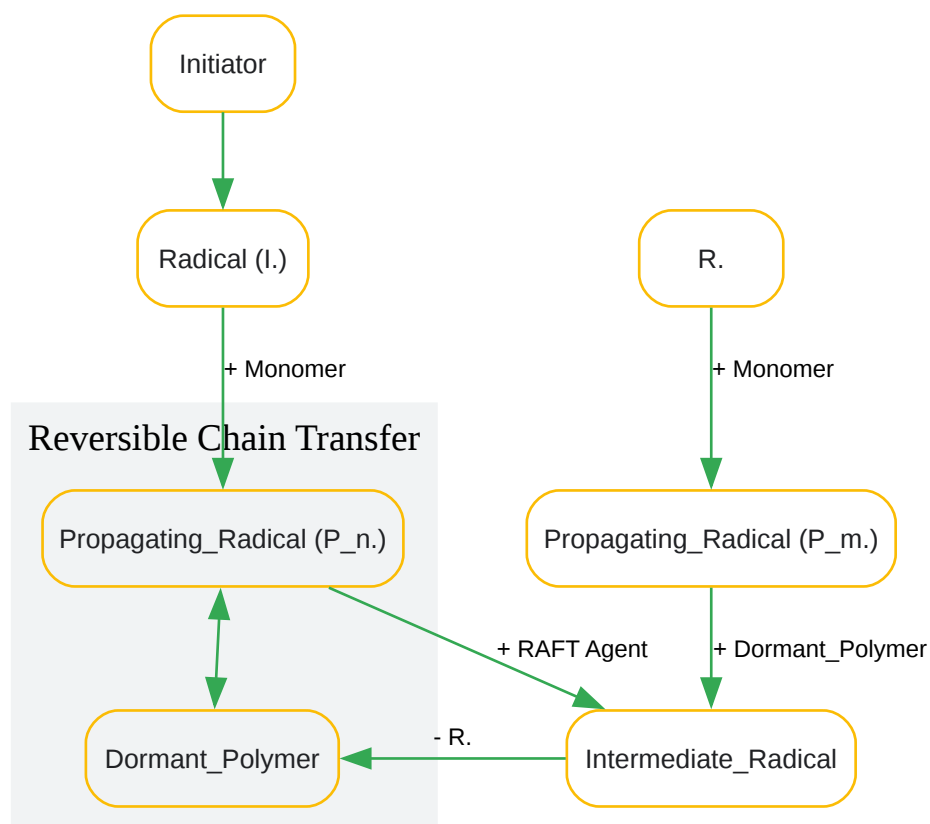 Initiator
Radical (I.)
R.
+ Monomer
+ Monomer
Reversible Chain Transfer
Propagating_Radical (P_n.)
Propagating_Radical (P_m.)
+ RAFT Agent
+ Dormant_Polymer
- R.
Dormant_Polymer
Intermediate_Radical